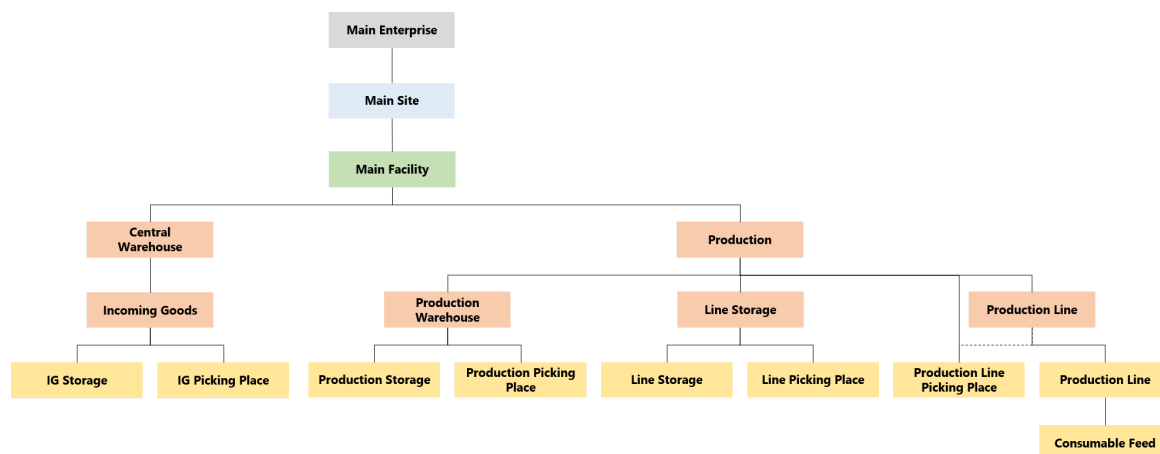 Main Enterprise
Main Site
Main Facility
Central
Warehouse
Production
Incoming Goods
Production
Warehouse
Line Storage
Production Line
IG Storage
IG Picking Place
Production Storage
Production Picking
Place
Line Storage
Line Picking Place
Production Line
Picking Place
Production Line
Consumable Feed